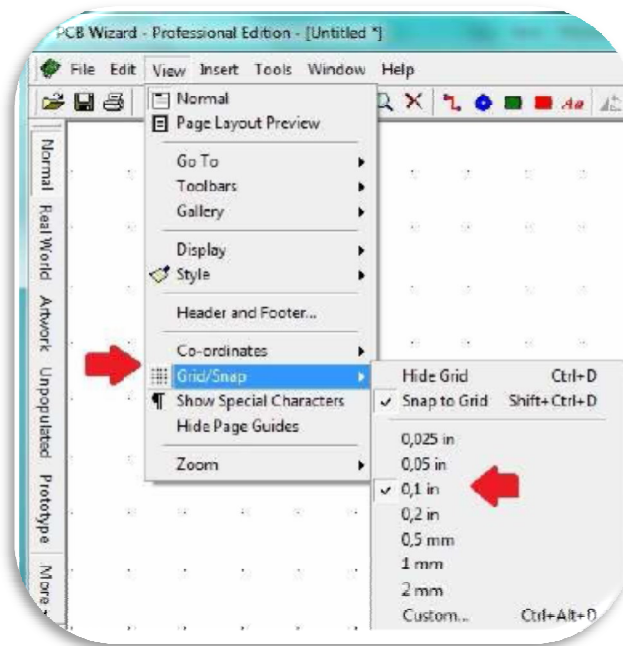 PCB Wizard - Professional Edition - [Untitled *]
File Edit View Insert Tools Window Help
Aa
Normal
Page Layout Preview
Go To
Toolbars
Gallery
Display
Style
Header and Footer...
Co-ordinates
Grid/Snap
Show Special Characters
Hide Page Guides
Zoom
Hide Grid Ctrl+D
Snap to Grid Shift+Ctrl+D
0,025 in
0,05 in
0,1 in
0,2 in
0,5 mm
1 mm
2 mm
Custom... Ctrl+Alt+D
Normal
Real World
Artwork
Unpopulated
Prototype
More